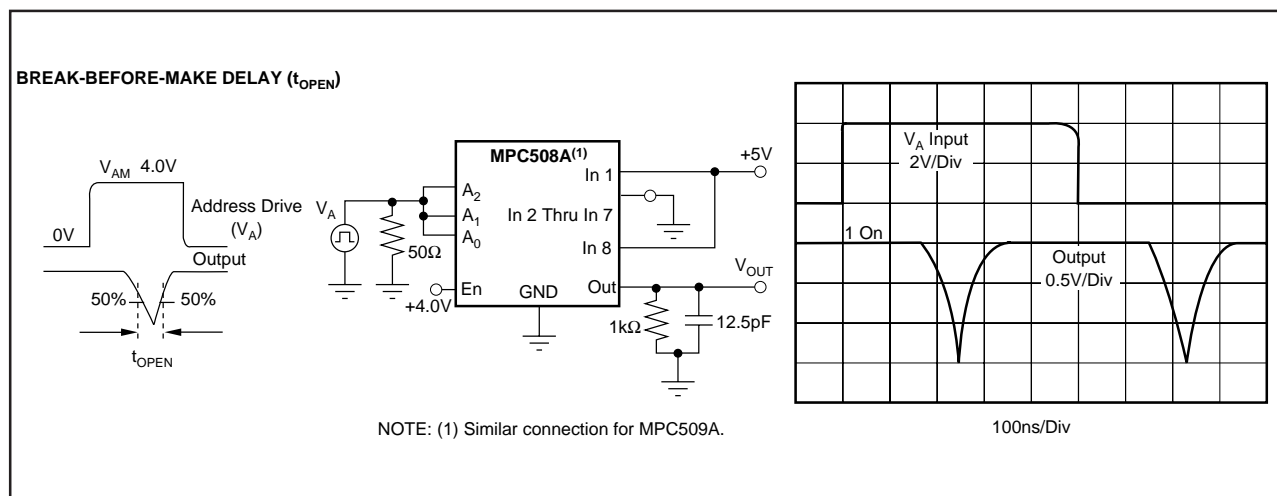 BREAK-BEFORE-MAKE DELAY (tOPEN)
VAM 4.0V
0V
Address Drive
(VA)
Output
50% 50%
tOPEN
VA
50Ω
+4.0V
MPC508A(1)
A2
A1
A0
En
GND
In 1
In 2 Thru In 7
In 8
Out
+5V
VOUT
1kΩ
12.5pF
NOTE: (1) Similar connection for MPC509A.
VA Input
2V/Div
1 On
Output
0.5V/Div
100ns/Div